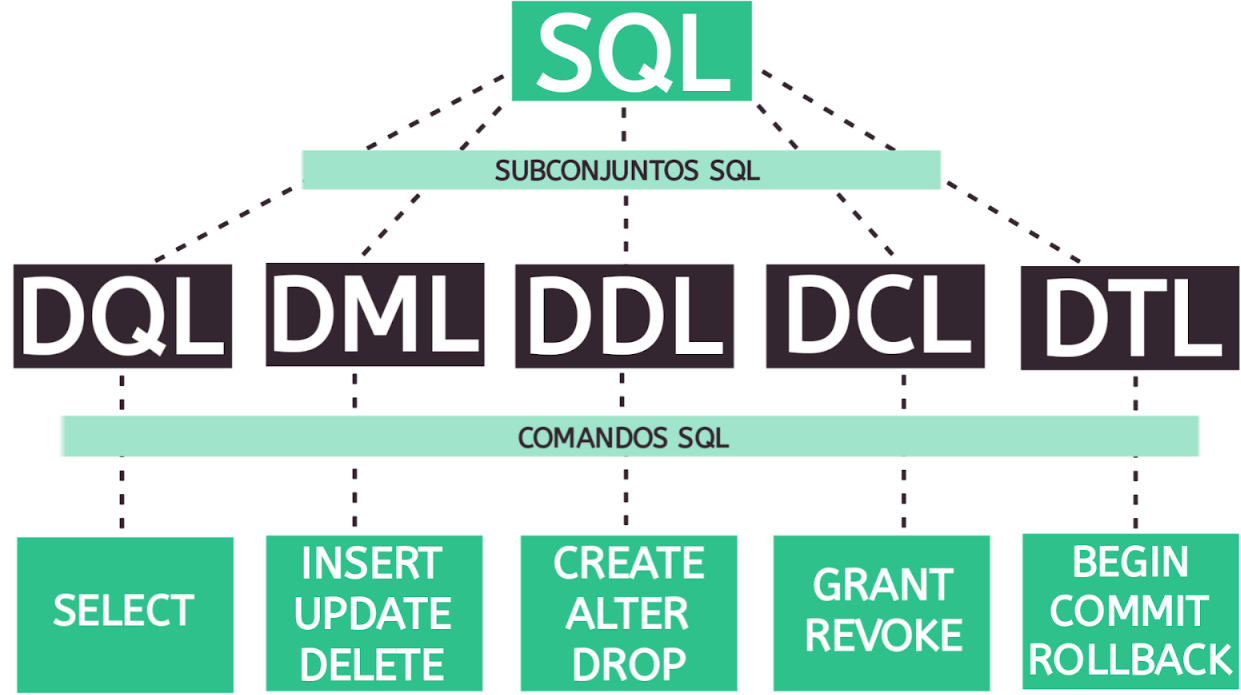 SQL
SUBCONJUNTOS SQL
DQL
DML
DDL
DCL
DTL
COMANDOS SQL
SELECT
INSERT
UPDATE
DELETE
CREATE
ALTER
DROP
GRANT
REVOKE
BEGIN
COMMIT
ROLLBACK